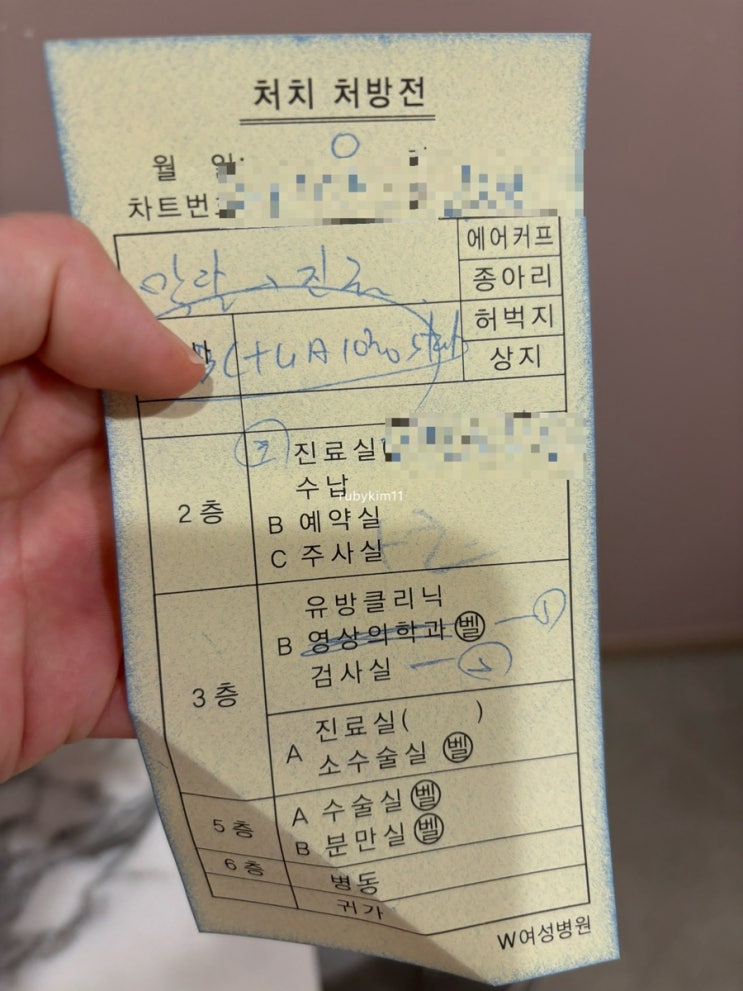 처치 처방전
월 일:
차트번호
에어커프
종아리
허벅지
상지
진료실(
수납
2층
B 예약실
C 주사실
rubykim11
유방클리닉
B 영상의학과 벨 ①
검사실 ②
3층
진료실( )
A 소수술실 벨
5층
A 수술실 벨
B 분만실 벨
6층
병동
귀가
W여성병원